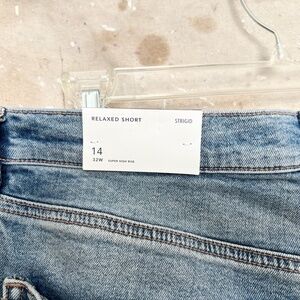 RELAXED SHORT STRIGID
14
32W SUPER HIGH RISE